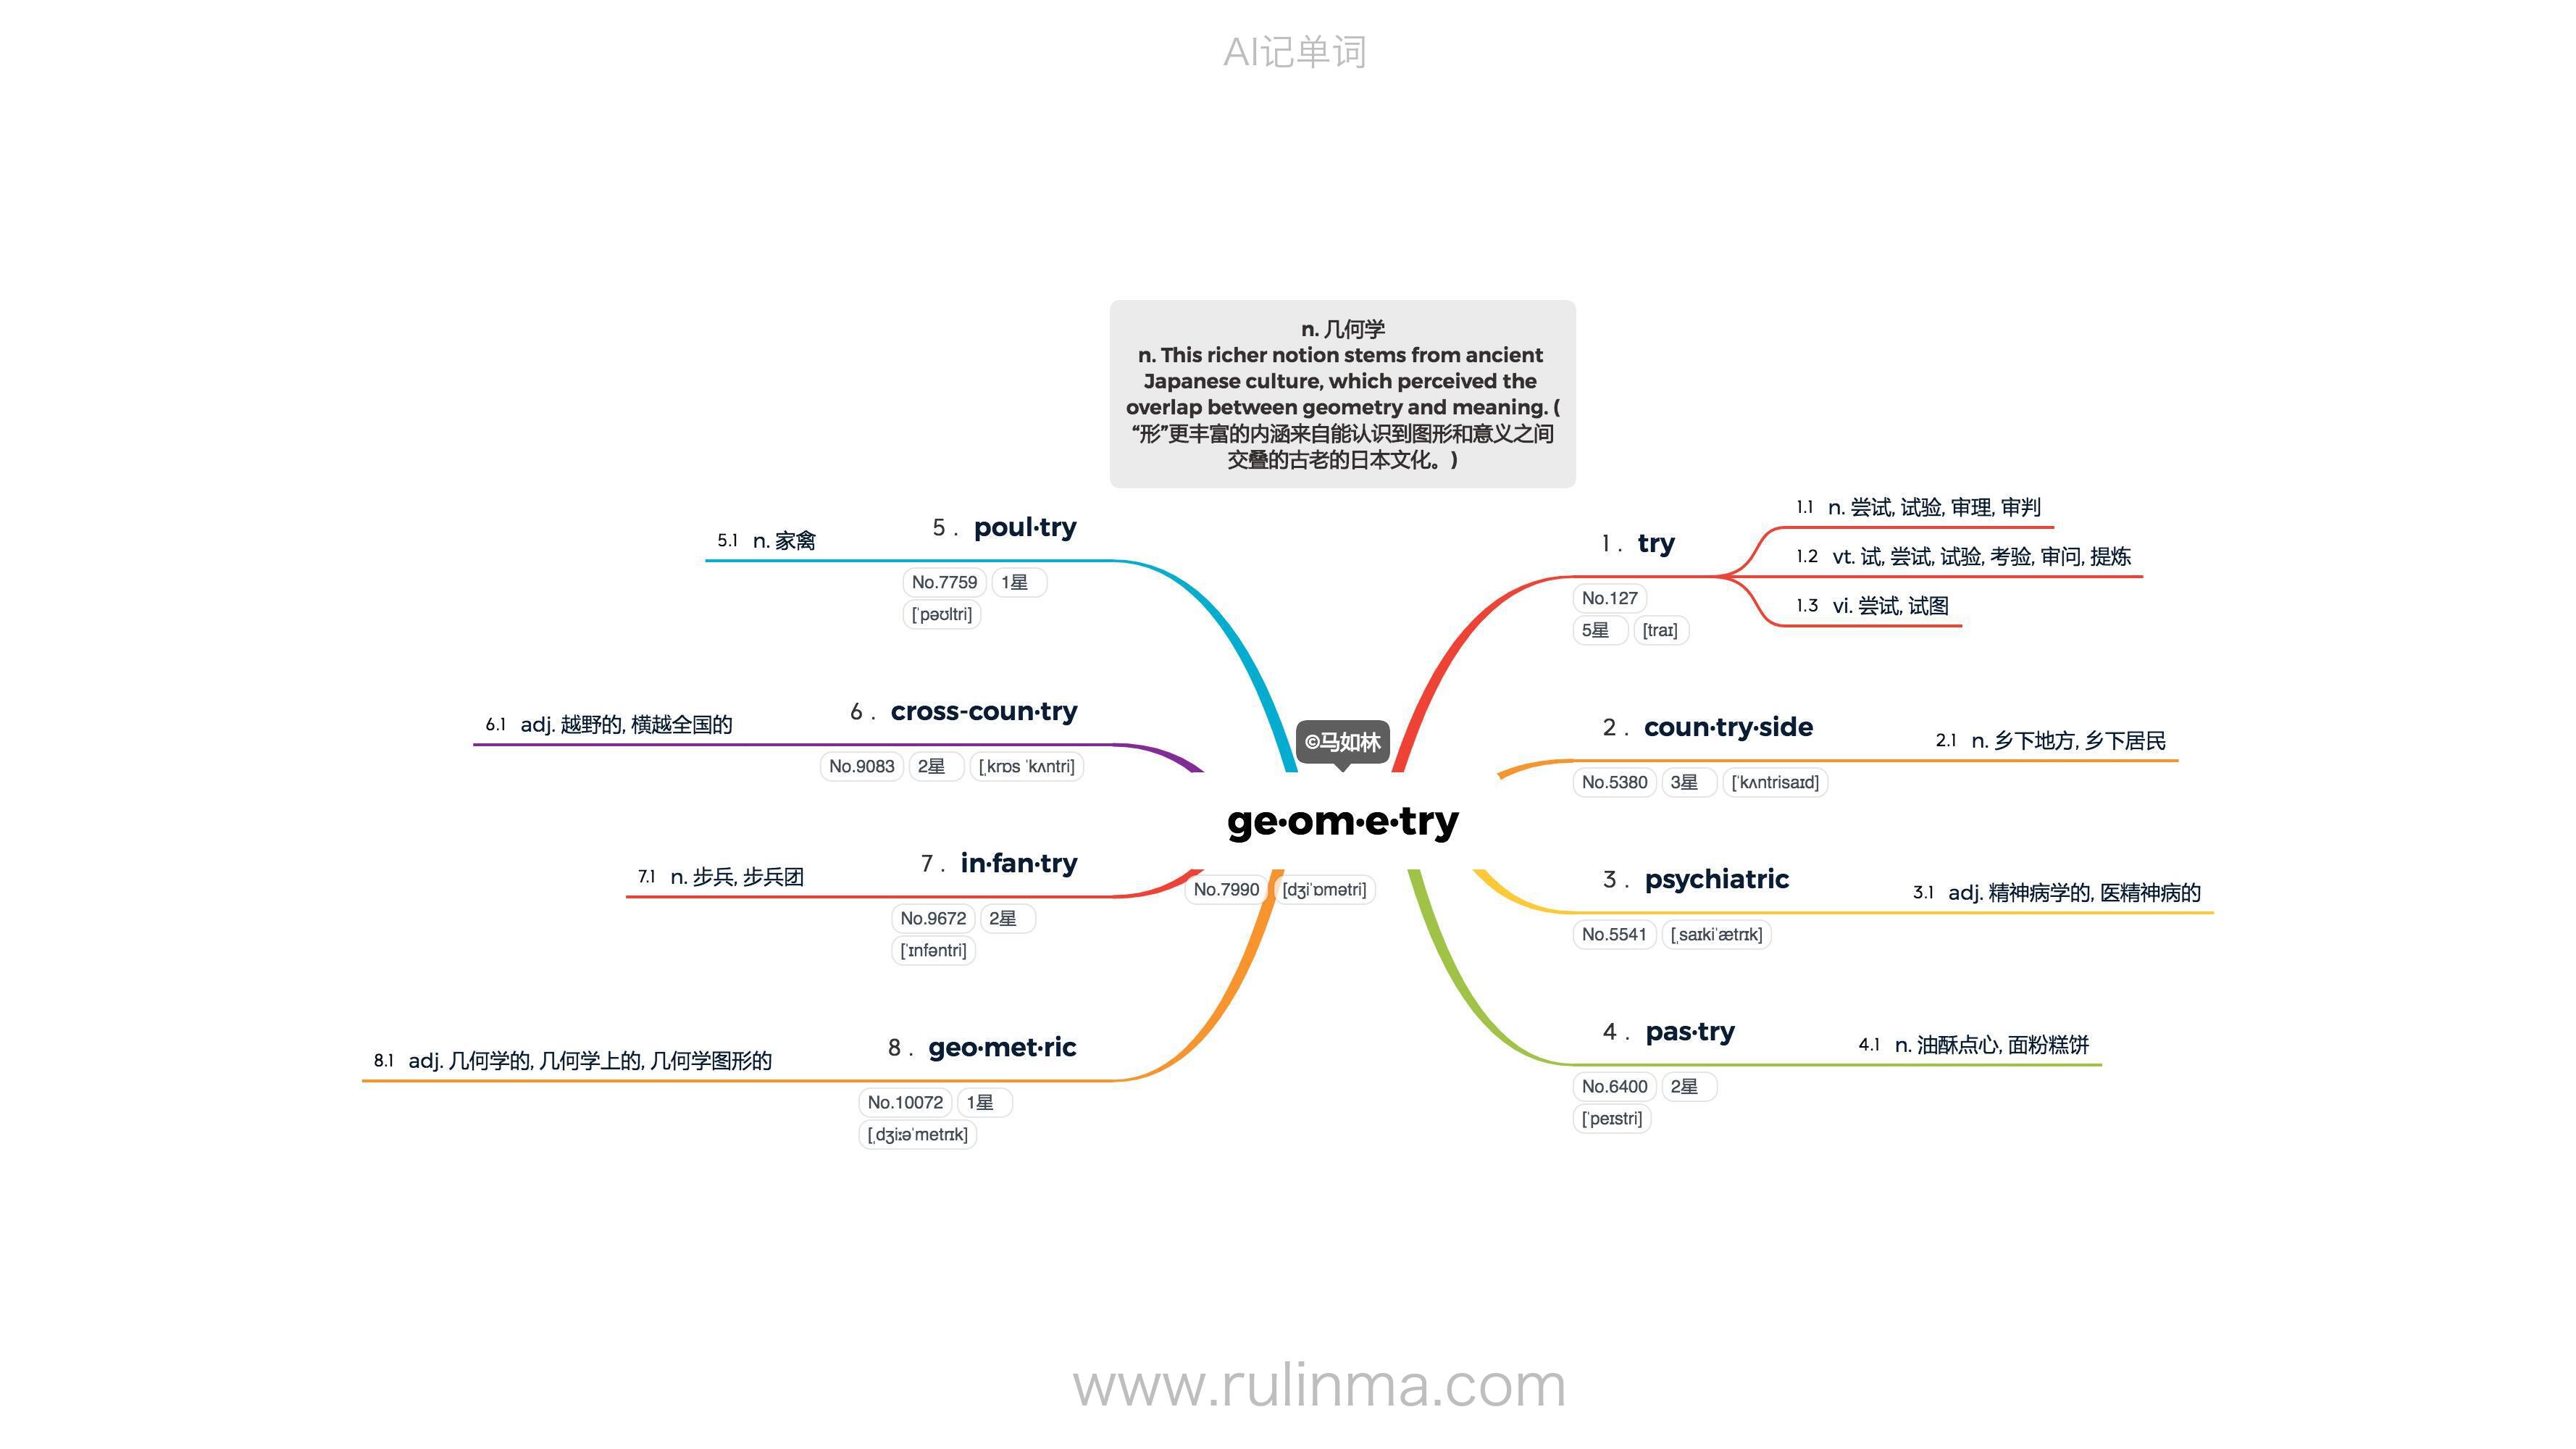 AI记单词
n. 几何学
n. This richer notion stems from ancient
Japanese culture, which perceived the
overlap between geometry and meaning. (
“形”更丰富的内涵来自能认识到图形和意义之间
交叠的古老的日本文化。)
©马如林
ge·om·e·try
No.7990 [dʒiˈɒmətri]
1 . try
No.127
5星 [traɪ]
1.1 n. 尝试, 试验, 审理, 审判
1.2 vt. 试, 尝试, 试验, 考验, 审问, 提炼
1.3 vi. 尝试, 试图
2 . coun·try·side
No.5380 3星 [ˈkʌntrisaɪd]
2.1 n. 乡下地方, 乡下居民
3 . psychiatric
No.5541 [ˌsaɪkiˈætrɪk]
3.1 adj. 精神病学的, 医精神病的
4 . pas·try
No.6400 2星
[ˈpeɪstri]
4.1 n. 油酥点心, 面粉糕饼
5 . poul·try
No.7759 1星
[ˈpəʊltri]
5.1 n. 家禽
6 . cross-coun·try
No.9083 2星 [ˌkrɒs ˈkʌntri]
6.1 adj. 越野的, 横越全国的
7 . in·fan·try
No.9672 2星
[ˈɪnfəntri]
7.1 n. 步兵, 步兵团
8 . geo·met·ric
No.10072 1星
[ˌdʒiːəˈmetrɪk]
8.1 adj. 几何学的, 几何学上的, 几何学图形的
www.rulinma.com